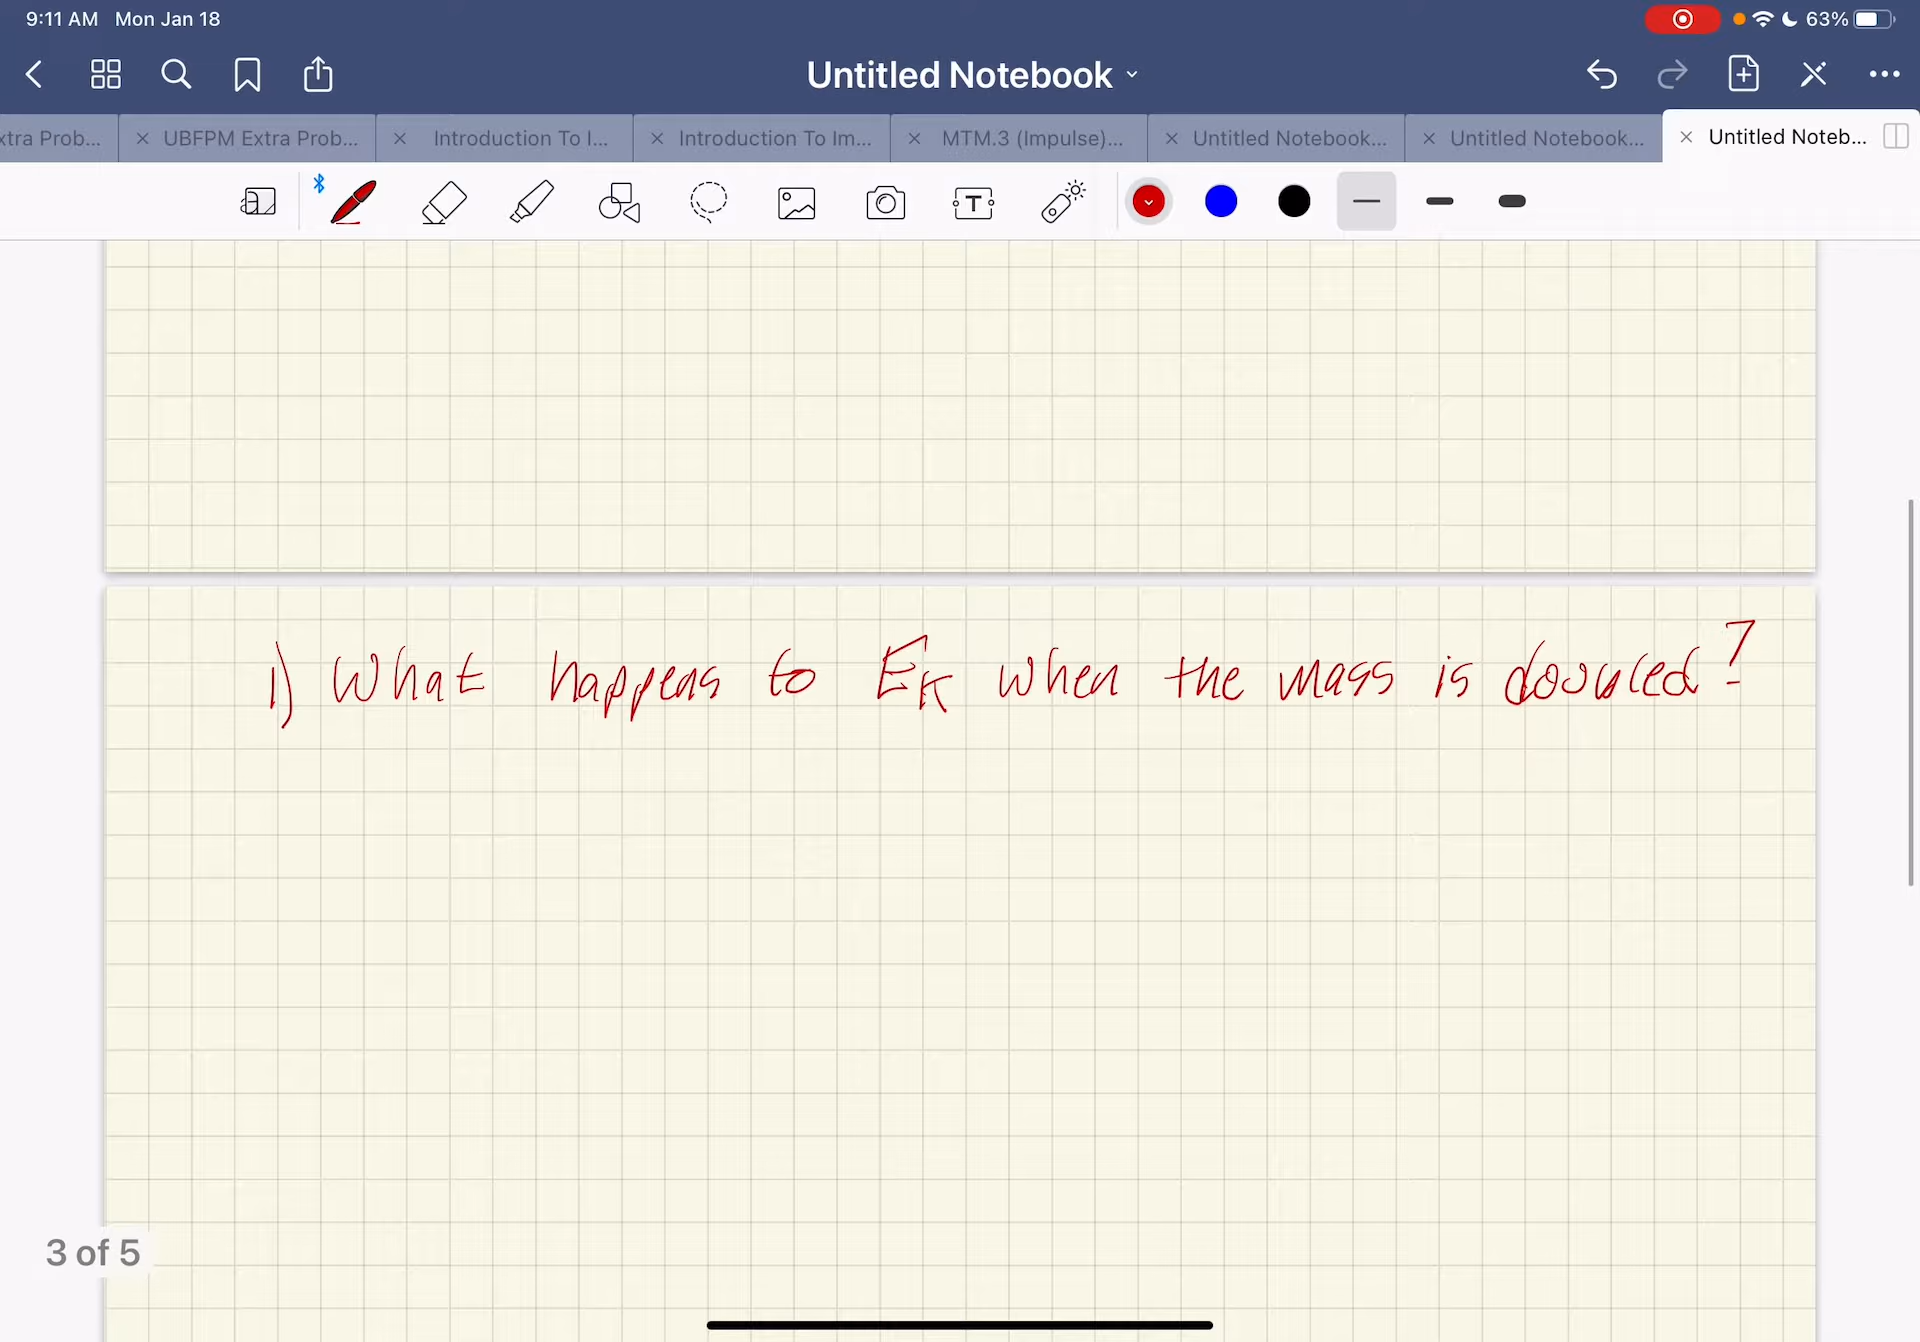 9:11 AM Mon Jan 18
63%
Untitled Notebook
xtra Prob...
UBFPM Extra Prob...
Introduction To I...
Introduction To Im...
MTM.3 (Impulse)...
Untitled Notebook...
Untitled Notebook...
Untitled Noteb...
1) What happens to EK when the mass is doubled?
3 of 5